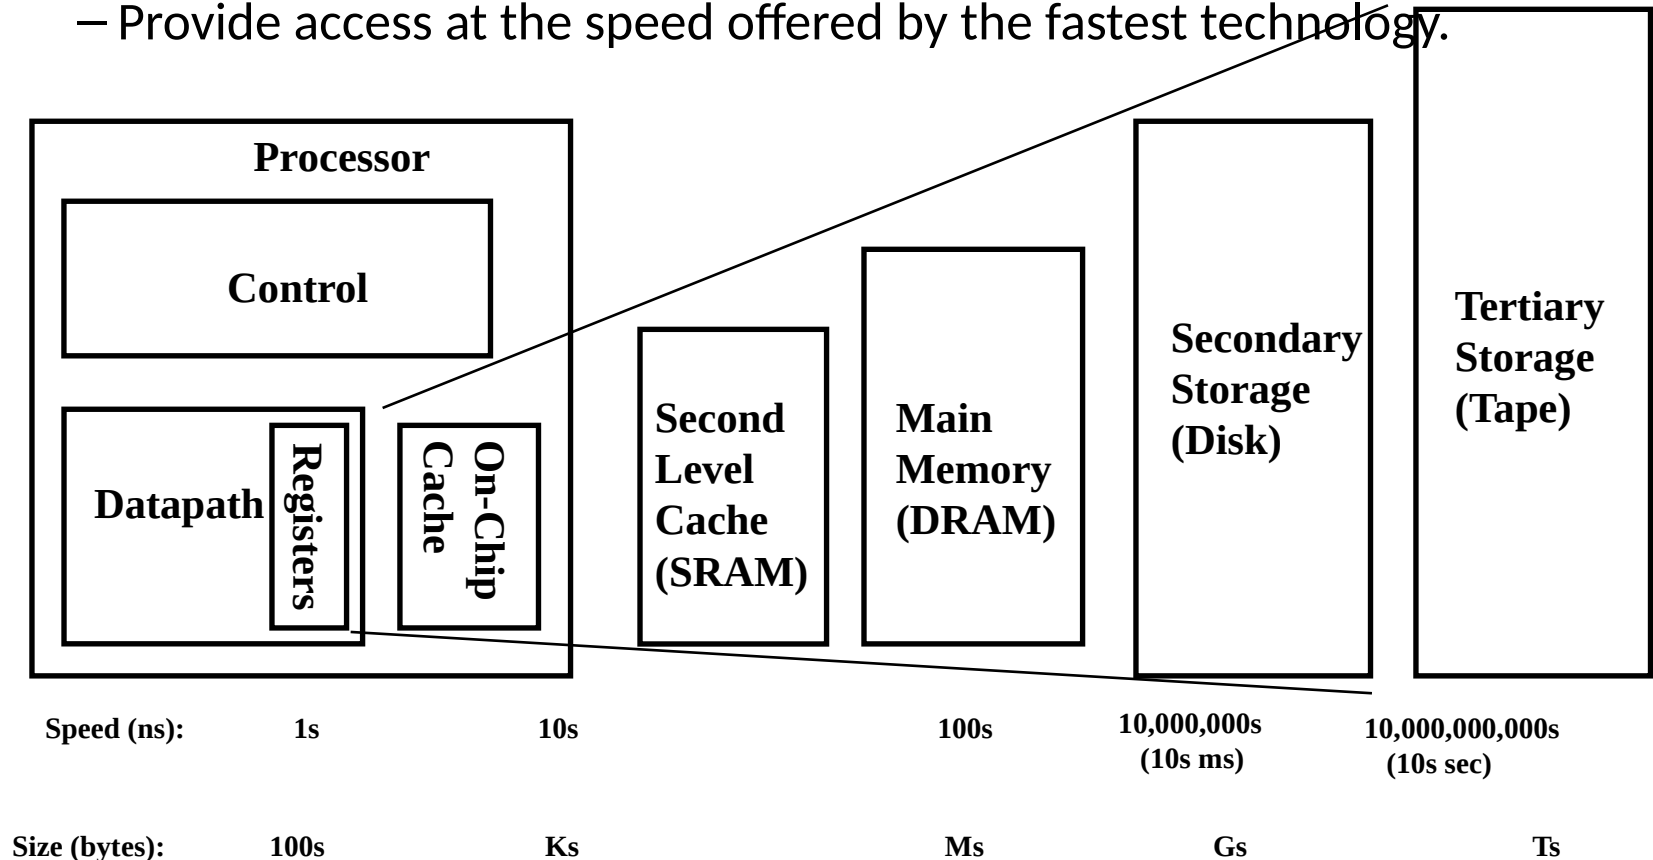 – Provide access at the speed offered by the fastest technology.
Processor
Control
Datapath
Registers
On-Chip
Cache
Second
Level
Cache
(SRAM)
Main
Memory
(DRAM)
Secondary
Storage
(Disk)
Tertiary
Storage
(Tape)
Speed (ns): 1s 10s 100s 10,000,000s 10,000,000,000s
(10s ms) (10s sec)
Size (bytes): 100s Ks Ms Gs Ts